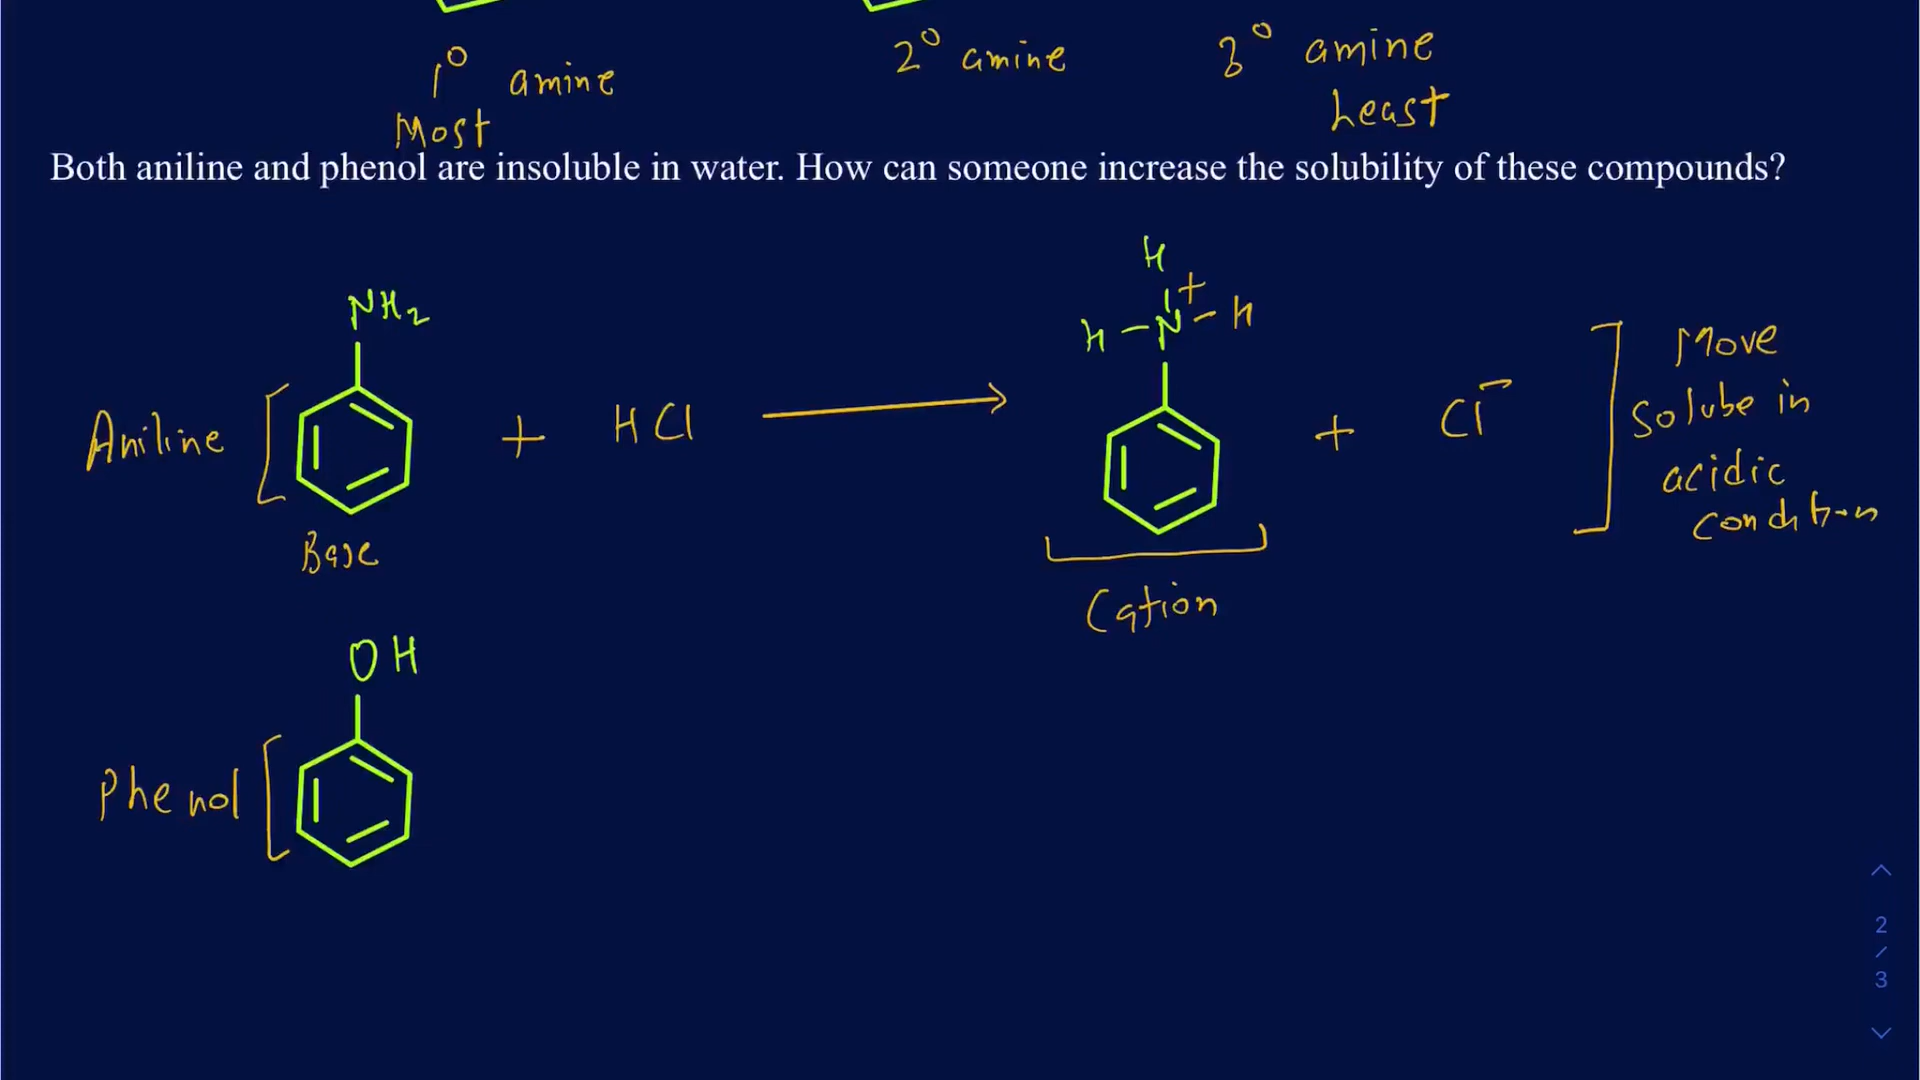 1° amine
Most
2° amine
3° amine
Least
Both aniline and phenol are insoluble in water. How can someone increase the solubility of these compounds?
Aniline [
NH2
Base
+
HCl
H
H - N+ - H
Cation
+
Cl-
]
More
Solube in
acidic
condition
Phenol [
OH
2
/
3